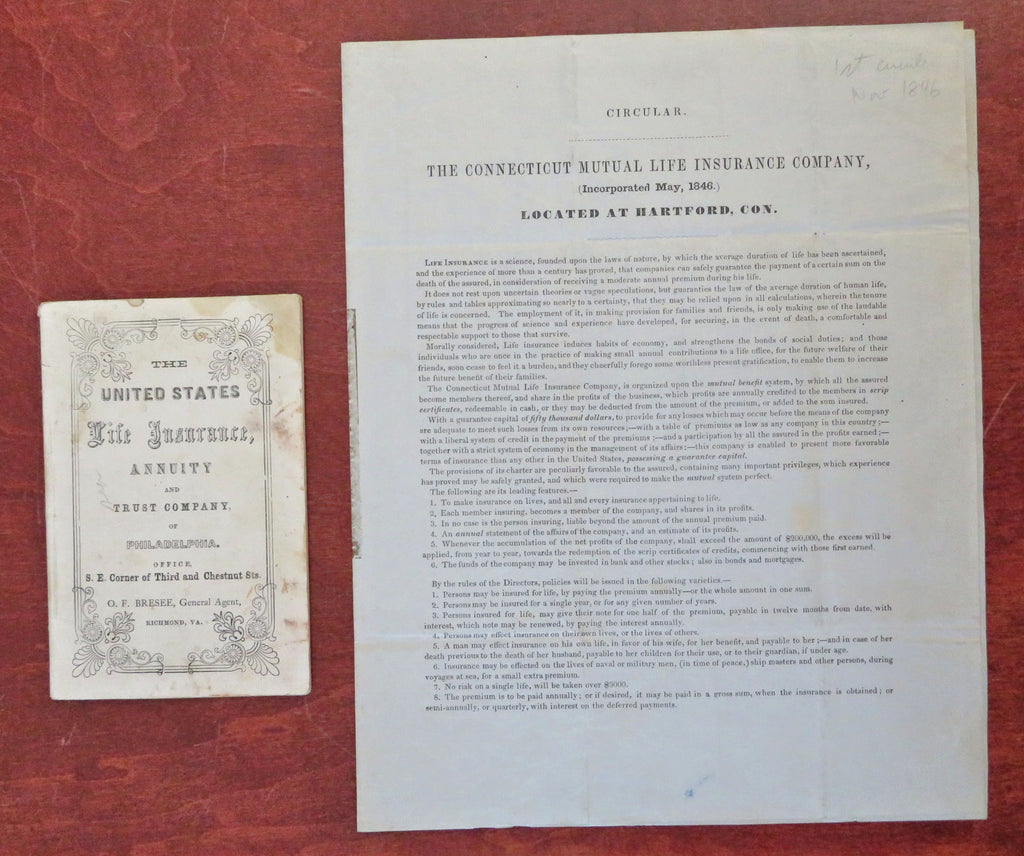 THE
UNITED STATES
Life Insurance,
ANNUITY
AND
TRUST COMPANY,
OF
PHILADELPHIA.
OFFICE,
S. E. Corner of Third and Chestnut Sts.
O. F. BRESEE, General Agent,
RICHMOND, VA.
1st
Nov 1846
CIRCULAR.
THE CONNECTICUT MUTUAL LIFE INSURANCE COMPANY,
(Incorporated May, 1846.)
LOCATED AT HARTFORD, CON.
LIFE INSURANCE is a science, founded upon the laws of nature, by which the average duration of life has been ascertained,
and the experience of more than a century has proved, that companies can safely guarantee the payment of a certain sum on the
death of the assured, in consideration of receiving a moderate annual premium during his life.
It does not rest upon uncertain theories or vague speculations, but guaranties the law of the average duration of human life,
by rules and tables approximating so nearly to a certainty, that they may be relied upon in all calculations, wherein the tenure
of life is concerned. The employment of it, in making provision for families and friends, is only making use of the laudable
means that the progress of science and experience have developed, for securing, in the event of death, a comfortable and
respectable support to those that survive.
Morally considered, Life insurance induces habits of economy, and strengthens the bonds of social duties; and those
individuals who are once in the practice of making small annual contributions to a life office, for the future welfare of their
friends, soon cease to feel it a burden, and they cheerfully forego some worthless present gratification, to enable them to increase
the future benefit of their families.
The Connecticut Mutual Life Insurance Company, is organized upon the mutual benefit system, by which all the assured
become members thereof, and share in the profits of the business, which profits are annually credited to the members in scrip
certificates, redeemable in cash, or they may be deducted from the amount of the premium, or added to the sum insured.
With a guarantee capital of fifty thousand dollars, to provide for any losses which may occur before the means of the company
are adequate to meet such losses from its own resources;—with a table of premiums as low as any company in this country;—
with a liberal system of credit in the payment of the premiums;—and a participation by all the assured in the profits earned;—
together with a strict system of economy in the management of its affairs;—this company is enabled to present more favorable
terms of insurance than any other in the United States, possessing a guarantee capital.
The provisions of its charter are peculiarly favorable to the assured, containing many important privileges, which experience
has proved may be safely granted, and which were required to make the mutual system perfect.
The following are its leading features.—
1. To make insurance on lives, and all and every insurance appertaining to life.
2. Each member insuring, becomes a member of the company, and shares in its profits.
3. In no case is the person insuring, liable beyond the amount of the annual premium paid.
4. An annual statement of the affairs of the company, and an estimate of its profits.
5. Whenever the accumulation of the net profits of the company, shall exceed the amount of $200,000, the excess will be
applied, from year to year, towards the redemption of the scrip certificates of credits, commencing with those first earned.
6. The funds of the company may be invested in bank and other stocks; also in bonds and mortgages.
By the rules of the Directors, policies will be issued in the following varieties.—
1. Persons may be insured for life, by paying the premium annually—or the whole amount in one sum.
2. Persons may be insured for a single year, or for any given number of years.
3. Persons insured for life, may give their note for one half of the premium, payable in twelve months from date, with
interest, which note may be renewed, by paying the interest annually.
4. Persons may effect insurance on their own lives, or the lives of others.
5. A man may effect insurance on his own life, in favor of his wife, for her benefit, and payable to her;—and in case of her
death previous to the death of her husband, payable to her children for their use, or to their guardian, if under age.
6. Insurance may be effected on the lives of naval or military men, (in time of peace,) ship masters and other persons, during
voyages at sea, for a small extra premium.
7. No risk on a single life, will be taken over $5000.
8. The premium is to be paid annually; or if desired, it may be paid in a gross sum, when the insurance is obtained; or
semi-annually, or quarterly, with interest on the deferred payments.